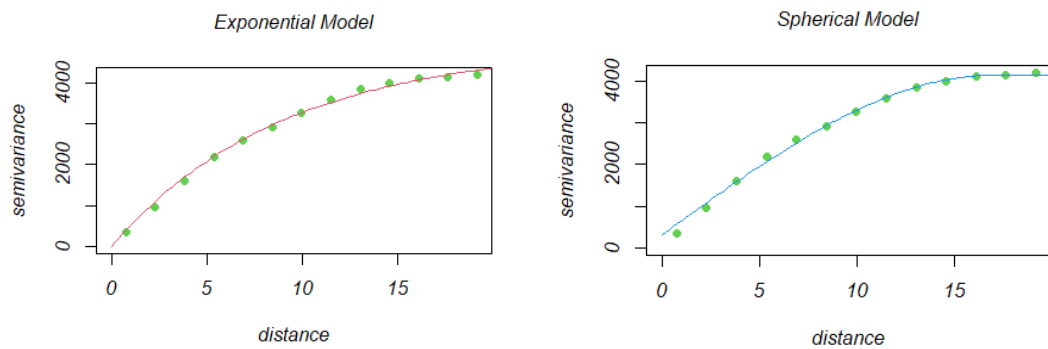 Exponential Model
semivariance
4000
2000
0
0 5 10 15
distance
Spherical Model
semivariance
4000
2000
0
0 5 10 15
distance